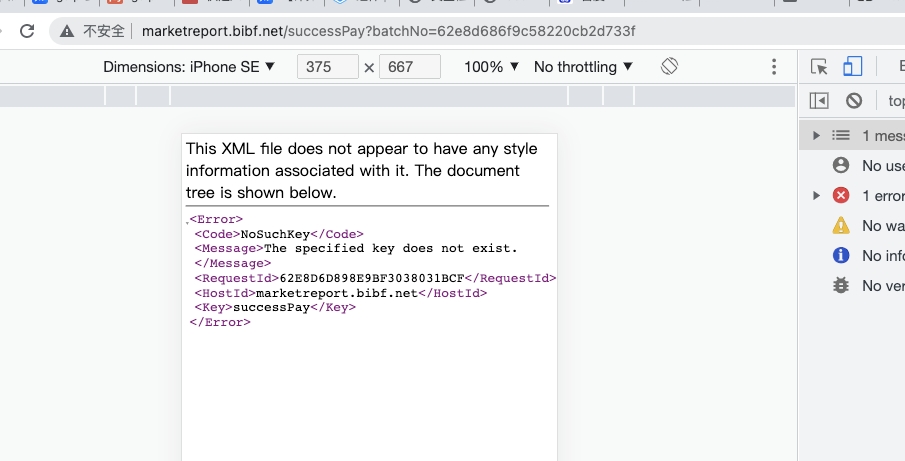 不安全
marketreport.bibf.net/successPay?batchNo=62e8d686f9c58220cb2d733f
Dimensions: iPhone SE ▼ 375 × 667 100% ▼ No throttling ▼
top
1 mess
This XML file does not appear to have any style
information associated with it. The document
tree is shown below.
No use
1 error
No wa
No info
No ver
<Error>
<Code>NoSuchKey</Code>
<Message>The specified key does not exist.
</Message>
<RequestId>62E8D6D898E9BF3038031BCF</RequestId>
<HostId>marketreport.bibf.net</HostId>
<Key>successPay</Key>
</Error>